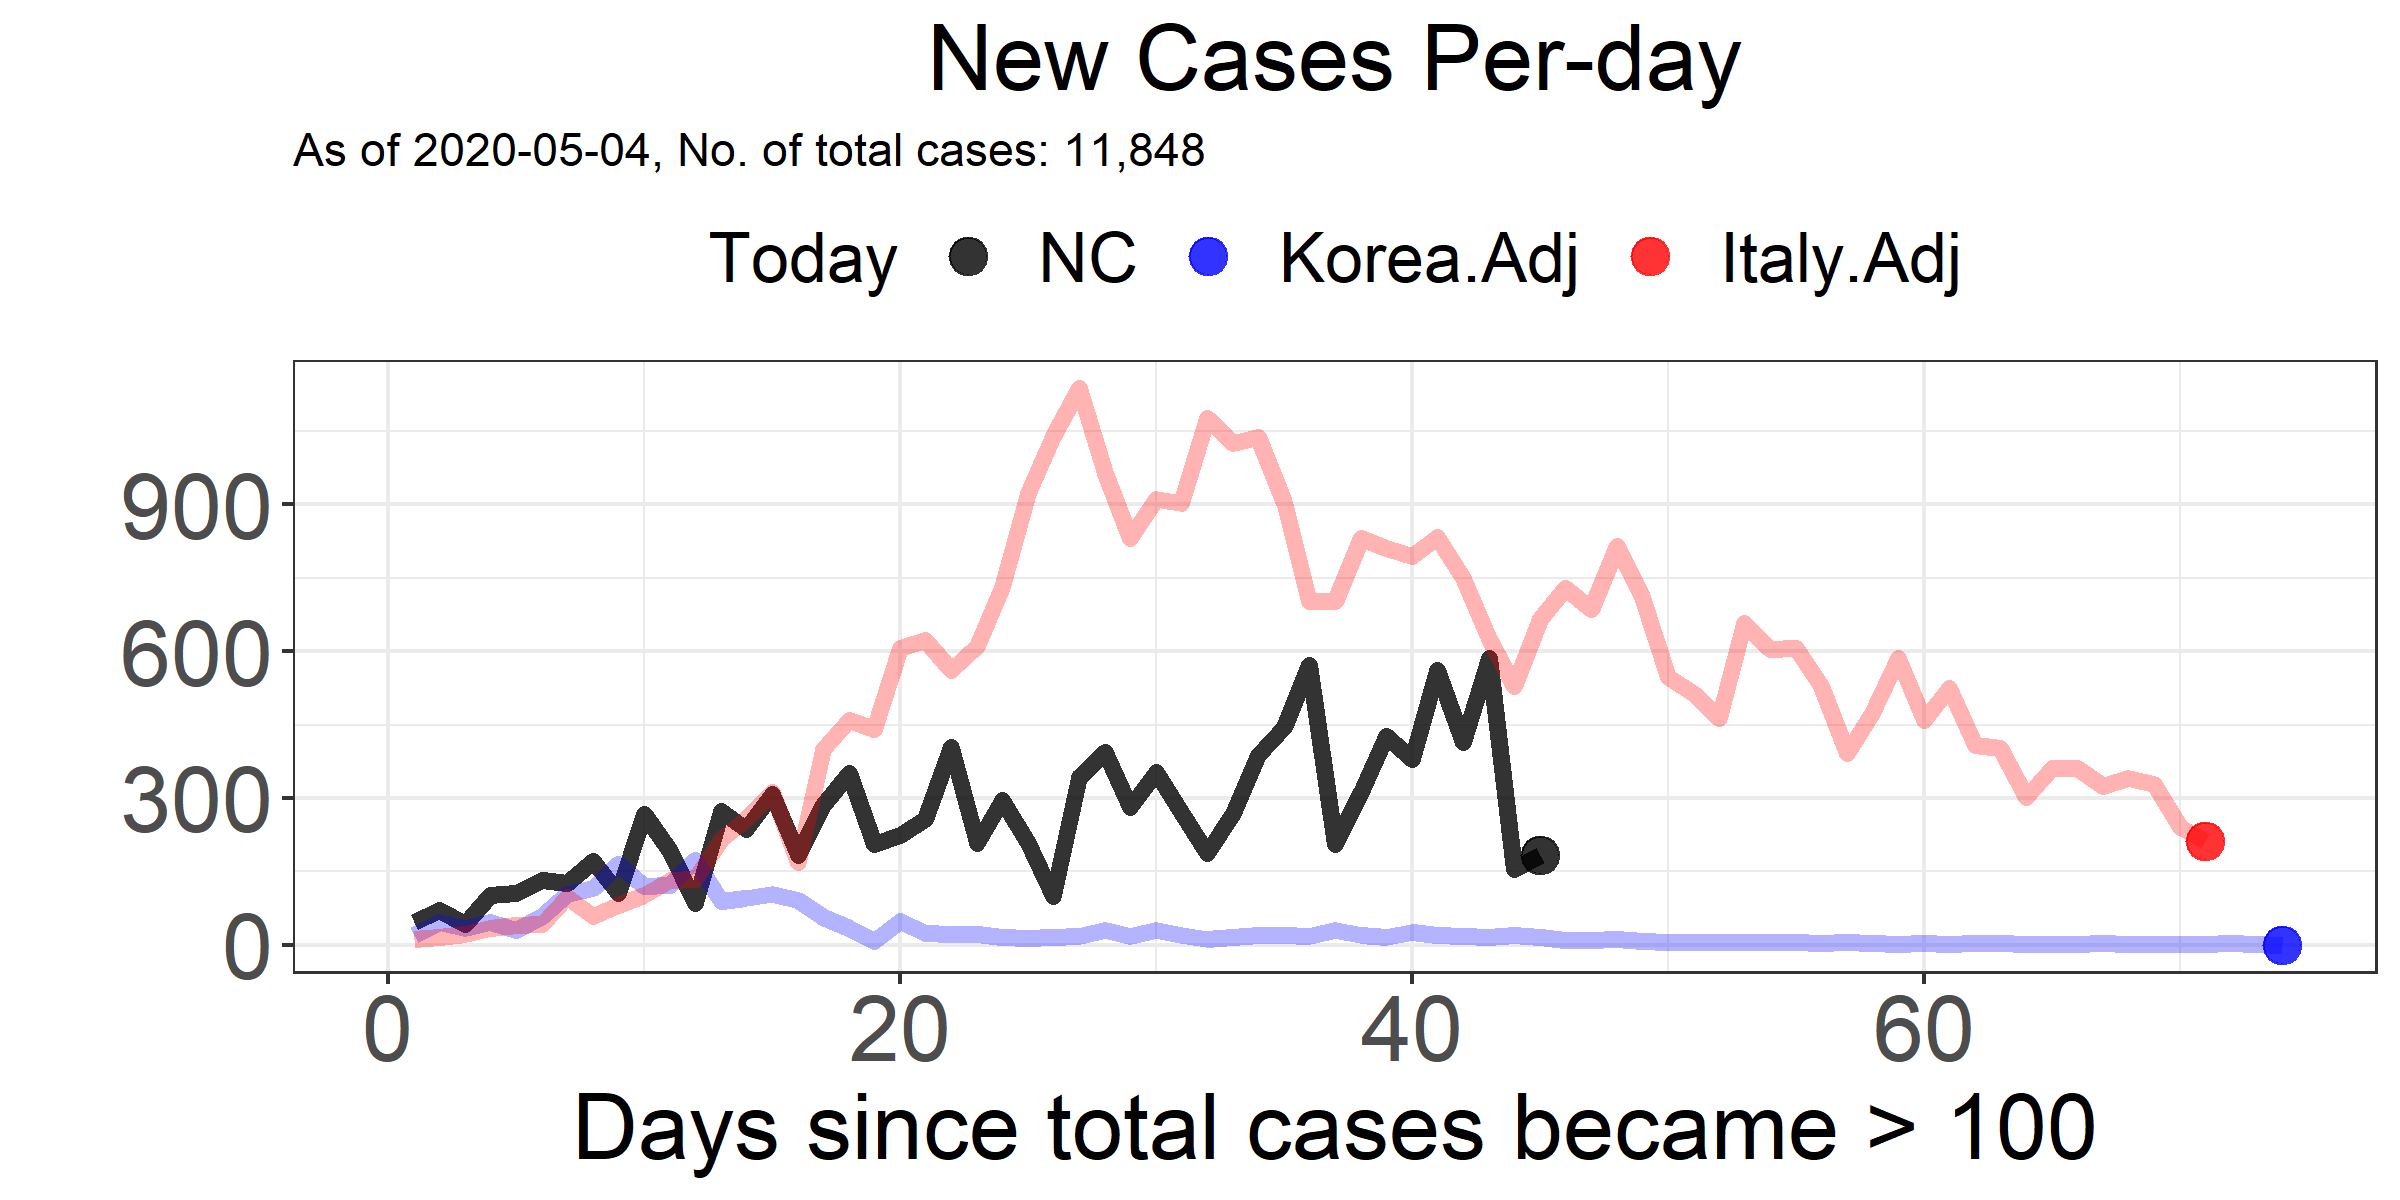 New Cases Per-day
As of 2020-05-04, No. of total cases: 11,848
Today NC Korea.Adj Italy.Adj
900
600
300
0
0 20 40 60
Days since total cases became > 100